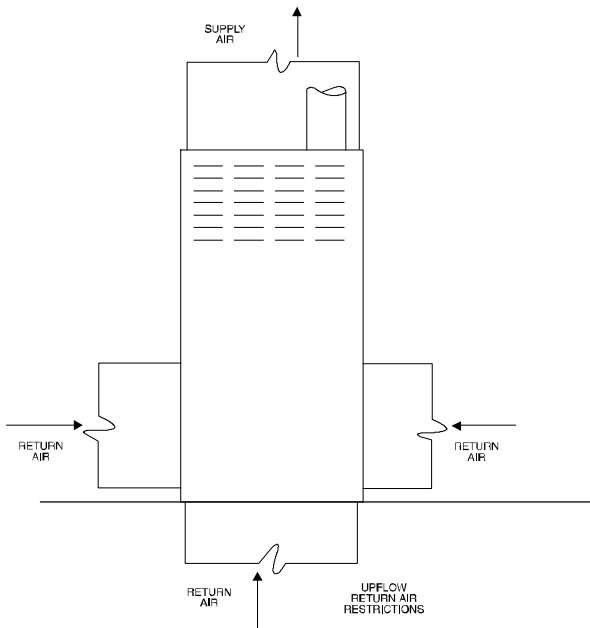 SUPPLY
AIR
RETURN
AIR
RETURN
AIR
RETURN
AIR
UPFLOW
RETURN AIR
RESTRICTIONS